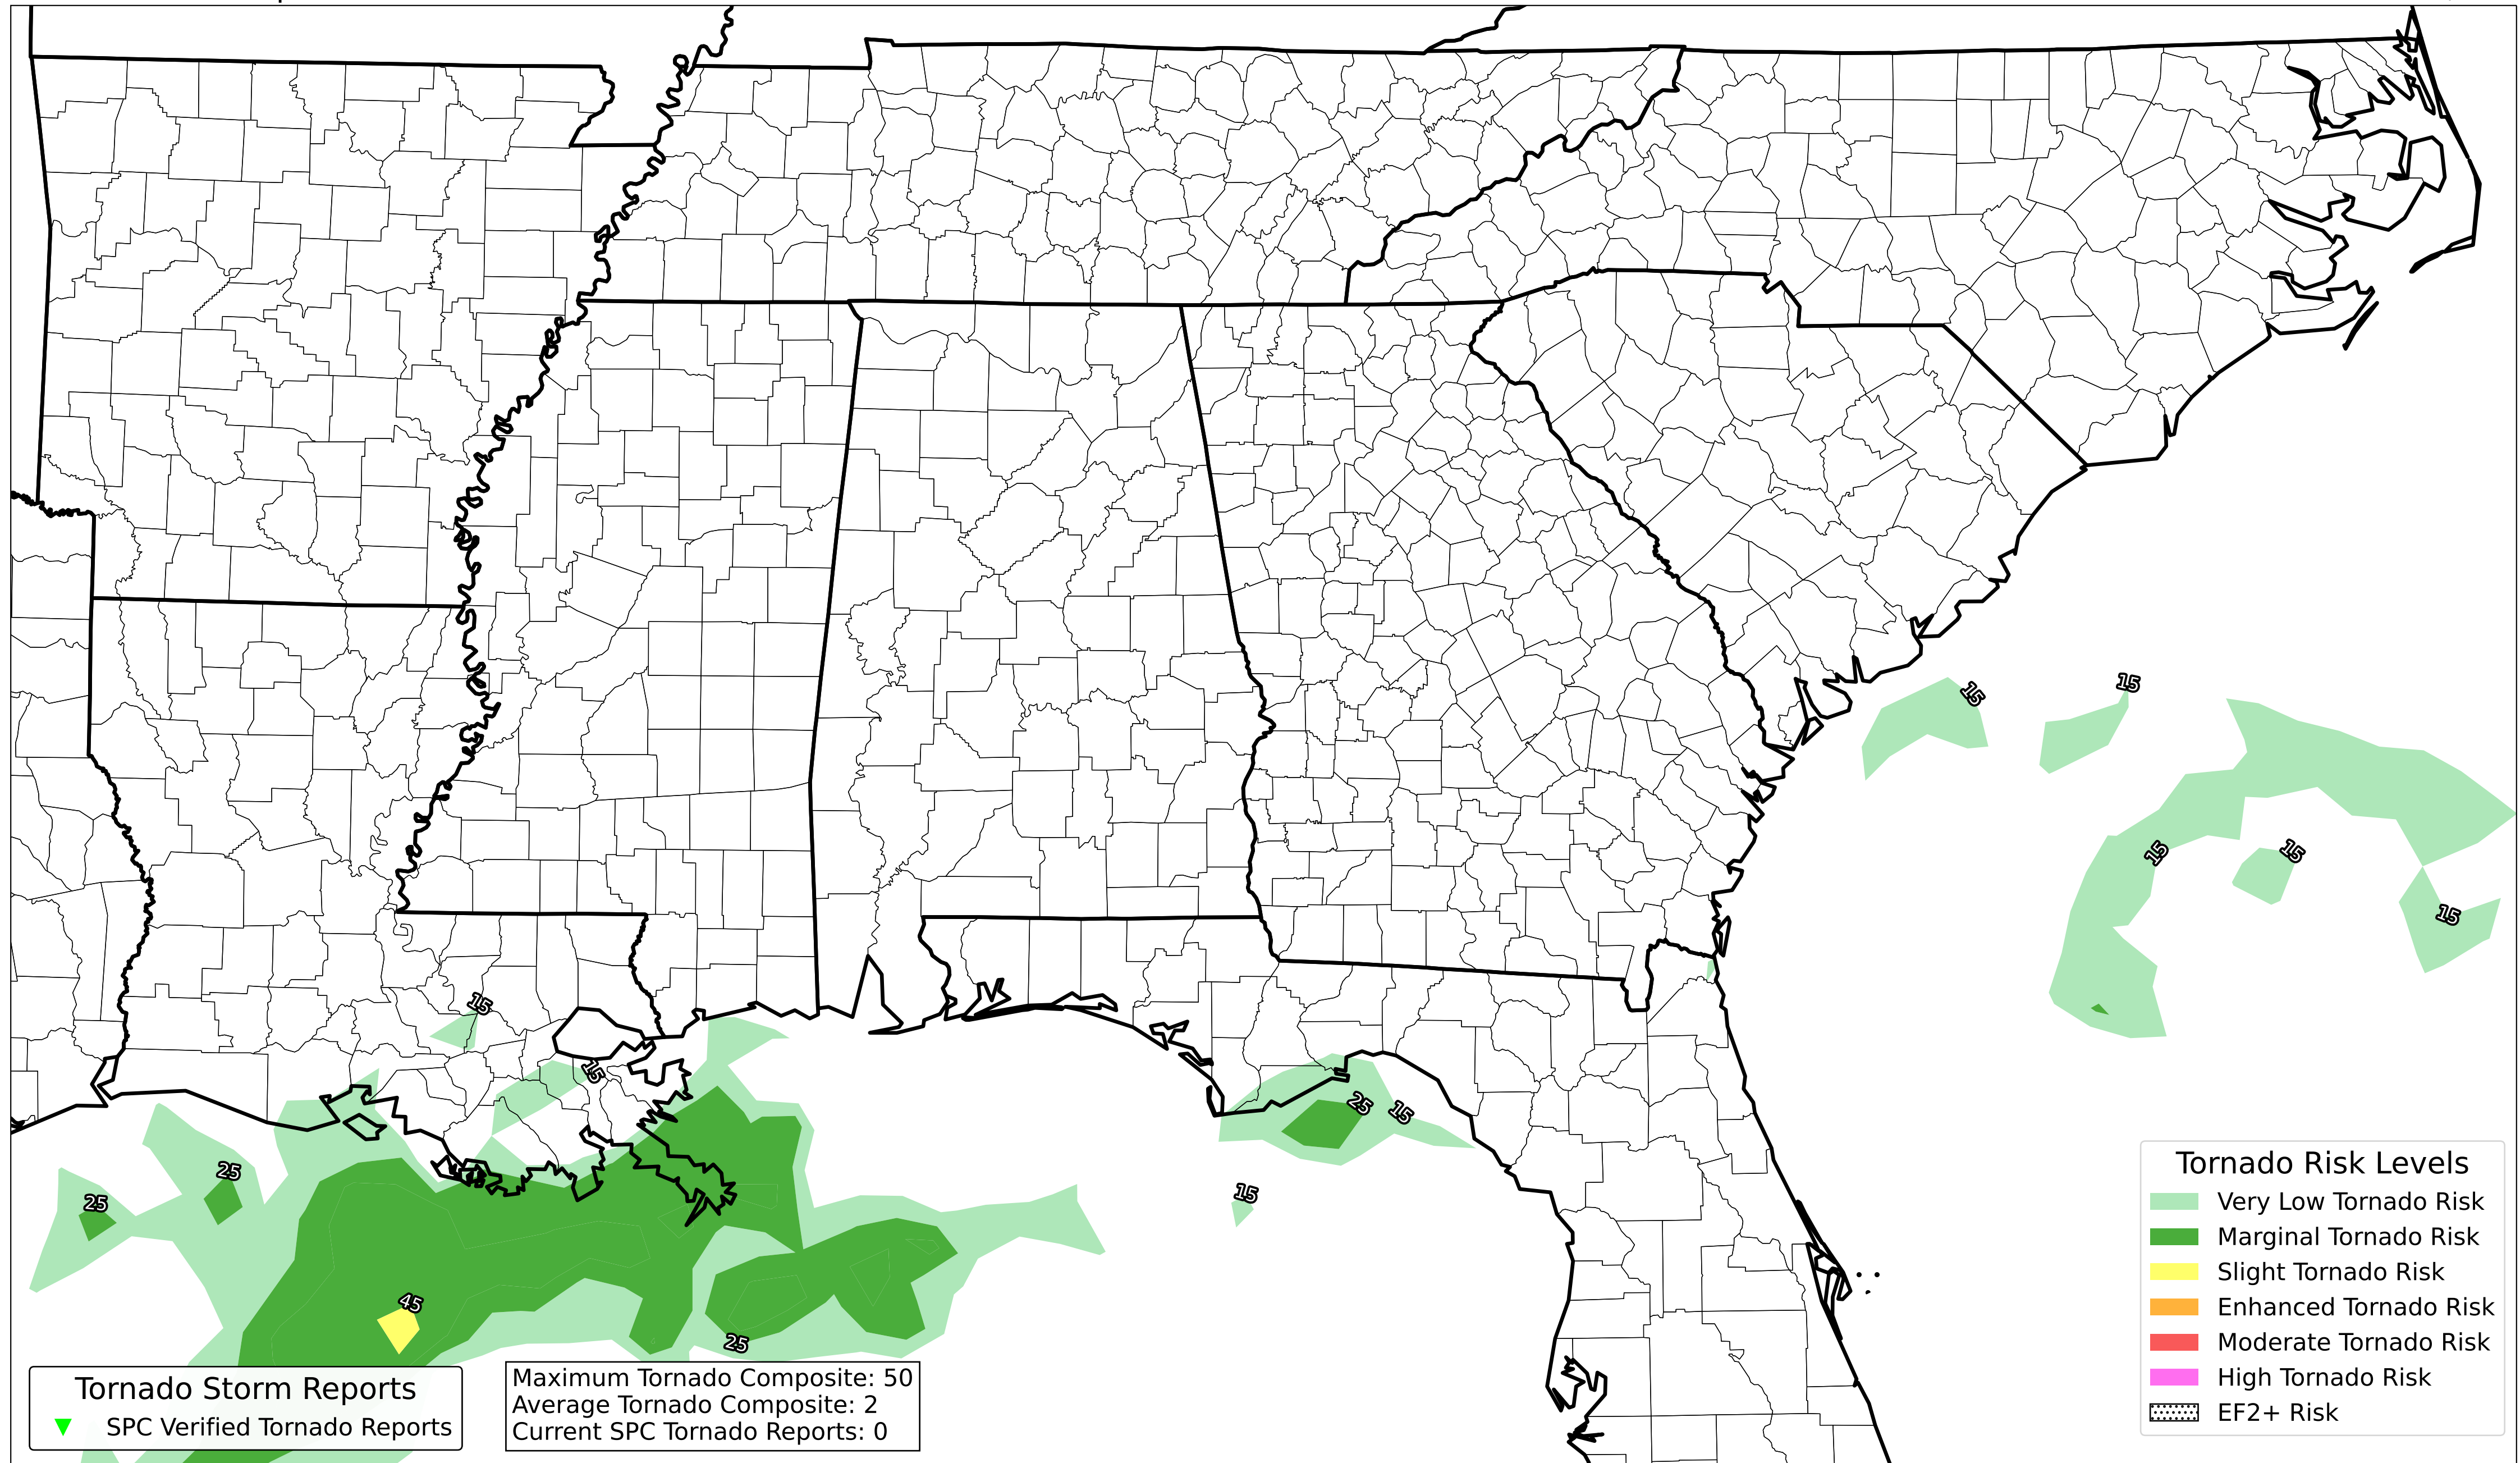 15
15
15
15
15
15
25
15
25
15
25
45
25
Tornado Risk Levels
Very Low Tornado Risk
Marginal Tornado Risk
Slight Tornado Risk
Enhanced Tornado Risk
Moderate Tornado Risk
High Tornado Risk
EF2+ Risk
Tornado Storm Reports
SPC Verified Tornado Reports
Maximum Tornado Composite: 50
Average Tornado Composite: 2
Current SPC Tornado Reports: 0